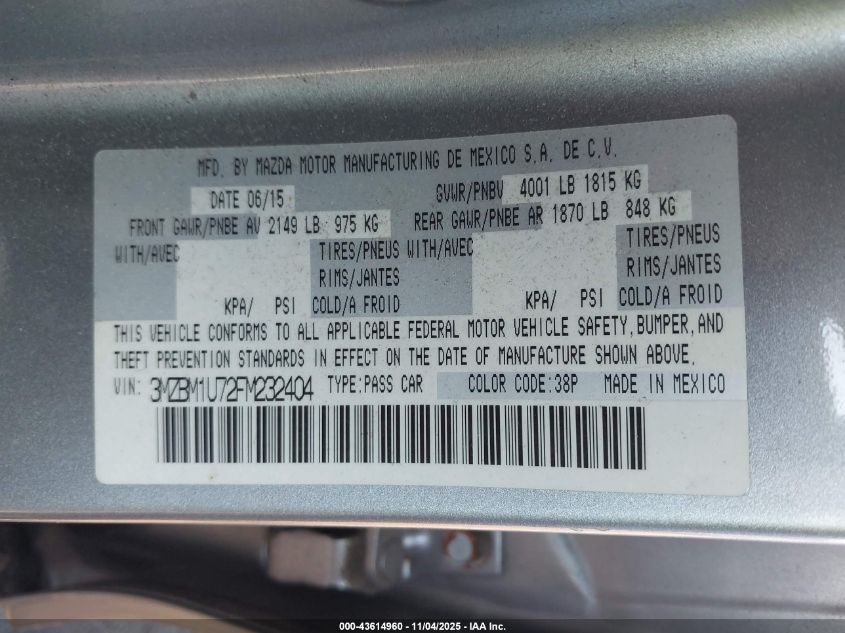 MFD. BY MAZDA MOTOR MANUFACTURING DE MEXICO S.A. DE C.V.
DATE 06/15 GVWR/PNBV 4001 LB 1815 KG
FRONT GAWR/PNBE AV 2149 LB 975 KG REAR GAWR/PNBE AR 1870 LB 848 KG
WITH/AVEC TIRES/PNEUS WITH/AVEC TIRES/PNEUS
RIMS/JANTES RIMS/JANTES
KPA/ PSI COLD/A FROID KPA/ PSI COLD/A FROID
THIS VEHICLE CONFORMS TO ALL APPLICABLE FEDERAL MOTOR VEHICLE SAFETY, BUMPER, AND
THEFT PREVENTION STANDARDS IN EFFECT ON THE DATE OF MANUFACTURE SHOWN ABOVE.
VIN: 3MZBM1U72FM232404 TYPE:PASS CAR COLOR CODE:38P MADE IN MEXICO
000-43614960 - 11/04/2025 - IAA Inc.